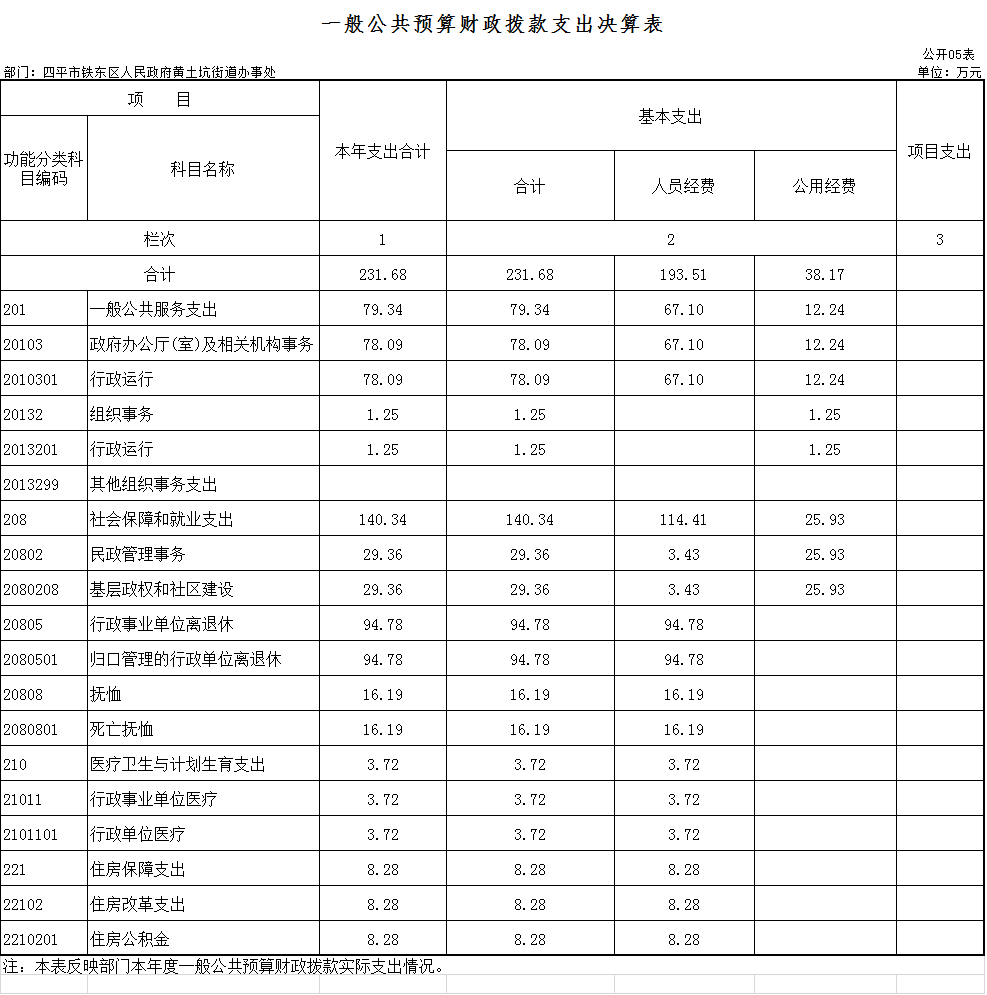 一般公共预算财政拨款支出决算表
公开05表
部门：四平市铁东区人民政府黄土坑街道办事处 单位：万元
项 目 本年支出合计 基本支出 项目支出
功能分类科目编码 科目名称 合计 人员经费 公用经费
栏次 1 2 3
合计 231.68 231.68 193.51 38.17
201 一般公共服务支出 79.34 79.34 67.10 12.24
20103 政府办公厅(室)及相关机构事务 78.09 78.09 67.10 12.24
2010301 行政运行 78.09 78.09 67.10 12.24
20132 组织事务 1.25 1.25 1.25
2013201 行政运行 1.25 1.25 1.25
2013299 其他组织事务支出
208 社会保障和就业支出 140.34 140.34 114.41 25.93
20802 民政管理事务 29.36 29.36 3.43 25.93
2080208 基层政权和社区建设 29.36 29.36 3.43 25.93
20805 行政事业单位离退休 94.78 94.78 94.78
2080501 归口管理的行政单位离退休 94.78 94.78 94.78
20808 抚恤 16.19 16.19 16.19
2080801 死亡抚恤 16.19 16.19 16.19
210 医疗卫生与计划生育支出 3.72 3.72 3.72
21011 行政事业单位医疗 3.72 3.72 3.72
2101101 行政单位医疗 3.72 3.72 3.72
221 住房保障支出 8.28 8.28 8.28
22102 住房改革支出 8.28 8.28 8.28
2210201 住房公积金 8.28 8.28 8.28
注：本表反映部门本年度一般公共预算财政拨款实际支出情况。